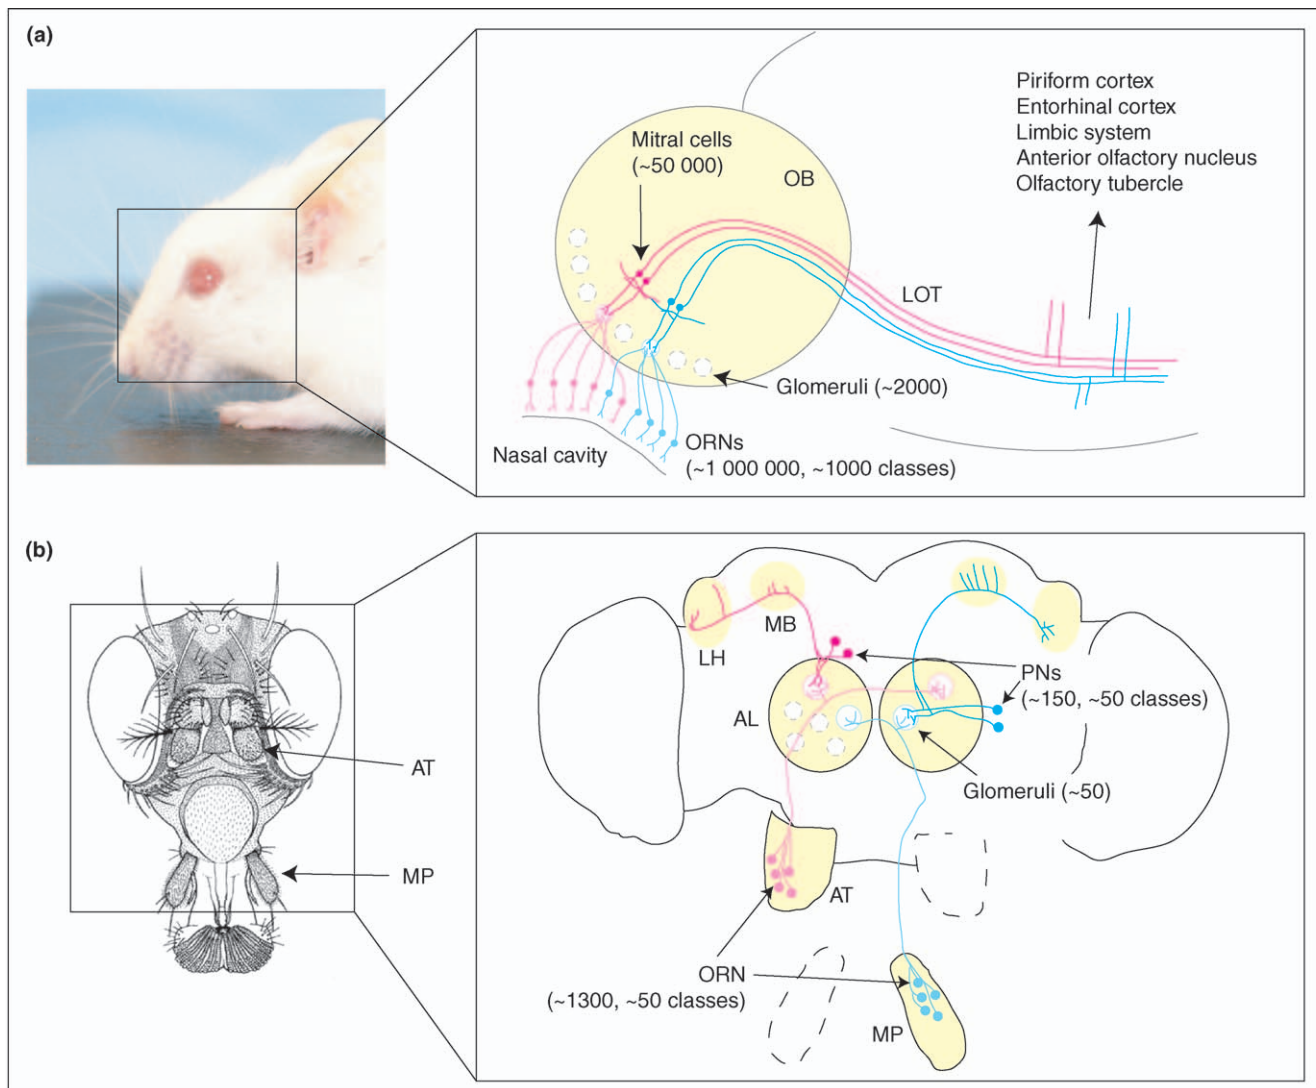 (a)
Mitral cells
(~50 000)
OB
Piriform cortex
Entorhinal cortex
Limbic system
Anterior olfactory nucleus
Olfactory tubercle
LOT
Glomeruli (~2000)
Nasal cavity
ORNs
(~1 000 000, ~1000 classes)
(b)
AT
MP
LH
MB
PNs
(~150, ~50 classes)
AL
Glomeruli (~50)
AT
ORN
(~1300, ~50 classes)
MP